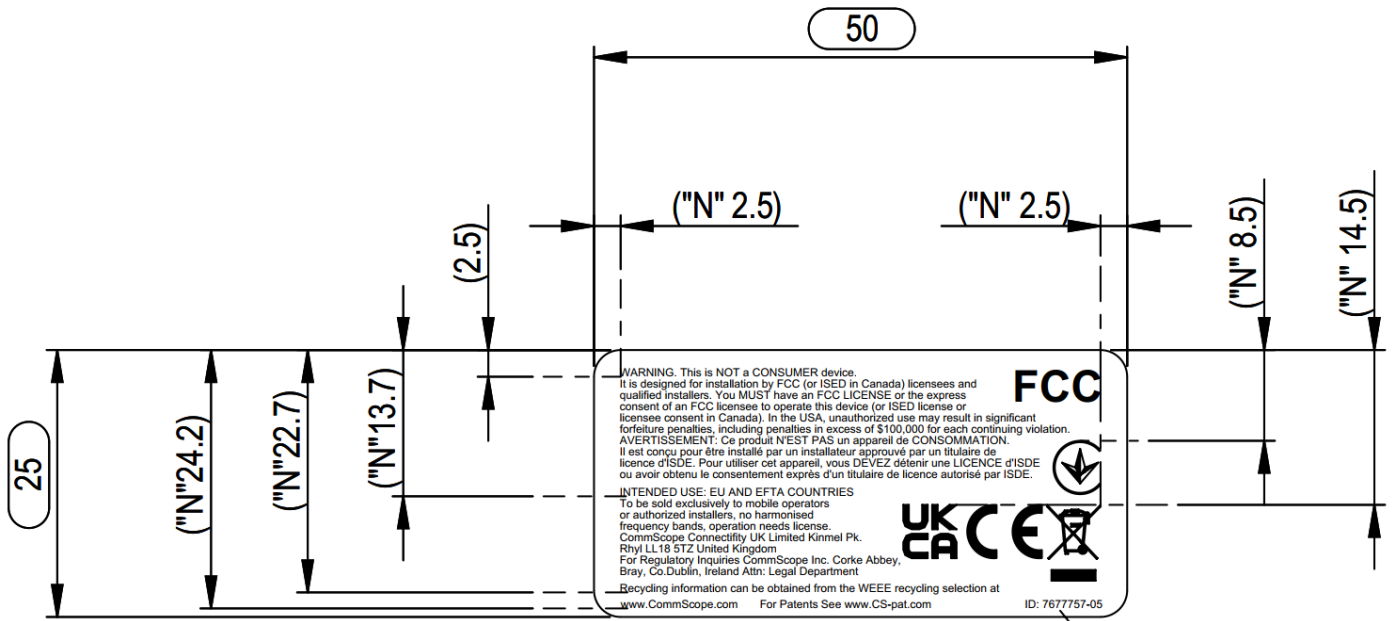 50
("N" 2.5)
("N" 2.5)
(2.5)
("N" 8.5)
("N" 14.5)
("N"13.7)
("N"22.7)
("N"24.2)
25
WARNING. This is NOT a CONSUMER device.
It is designed for installation by FCC (or ISED in Canada) licensees and
qualified installers. You MUST have an FCC LICENSE or the express
consent of an FCC licensee to operate this device (or ISED license or
licensee consent in Canada). In the USA, unauthorized use may result in significant
forfeiture penalties, including penalties in excess of $100,000 for each continuing violation.
AVERTISSEMENT: Ce produit N'EST PAS un appareil de CONSOMMATION.
Il est conçu pour être installé par un installateur approuvé par un titulaire de
licence d'ISDE. Pour utiliser cet appareil, vous DEVEZ détenir une LICENCE d'ISDE
ou avoir obtenu le consentement exprès d'un titulaire de licence autorisé par ISDE.
FCC
INTENDED USE: EU AND EFTA COUNTRIES
To be sold exclusively to mobile operators
or authorized installers, no harmonised
frequency bands, operation needs license.
CommScope Connectifity UK Limited Kinmel Pk.
Rhyl LL18 5TZ United Kingdom
For Regulatory Inquiries CommScope Inc. Corke Abbey,
Bray, Co.Dublin, Ireland Attn: Legal Department
UK
CA
CE
Recycling information can be obtained from the WEEE recycling selection at
www.CommScope.com For Patents See www.CS-pat.com ID: 7677757-05